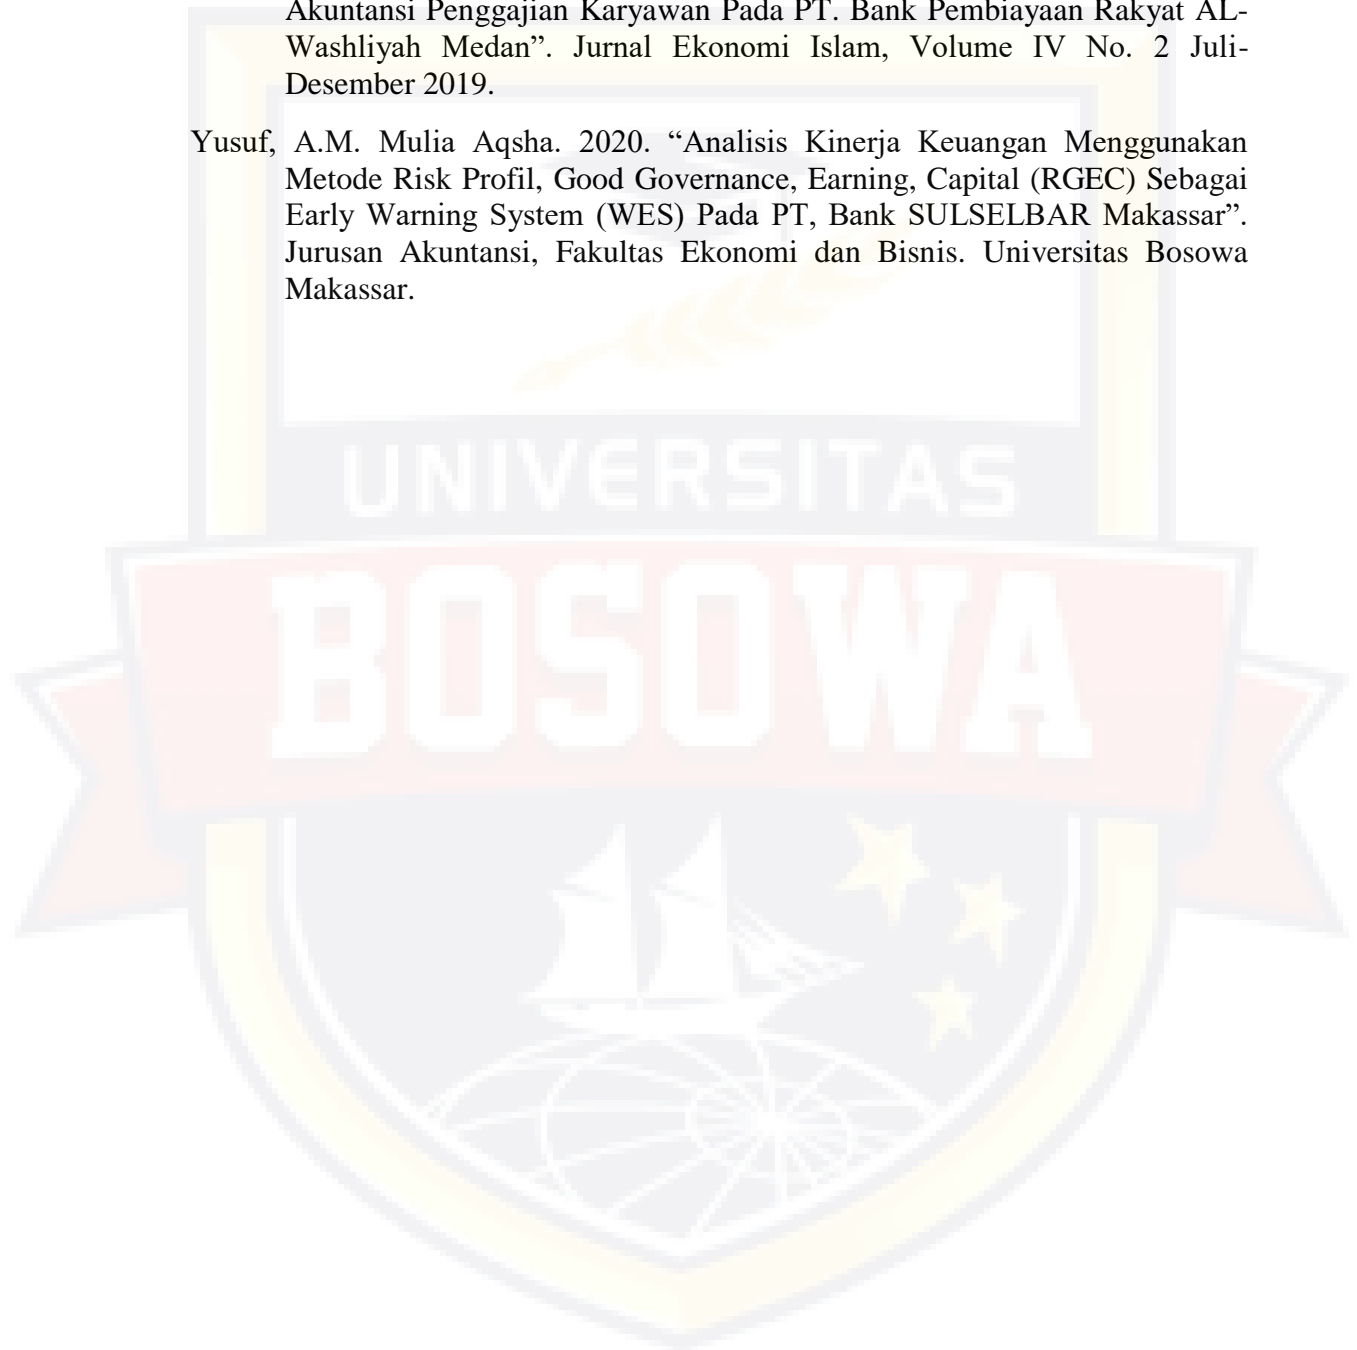 Akuntansi Penggajian Karyawan Pada PT. Bank Pembiayaan Rakyat AL-
Washliyah Medan”. Jurnal Ekonomi Islam, Volume IV No. 2 Juli-
Desember 2019.
Yusuf, A.M. Mulia Aqsha. 2020. “Analisis Kinerja Keuangan Menggunakan
Metode Risk Profil, Good Governance, Earning, Capital (RGEC) Sebagai
Early Warning System (WES) Pada PT, Bank SULSELBAR Makassar”.
Jurusan Akuntansi, Fakultas Ekonomi dan Bisnis. Universitas Bosowa
Makassar.
UNIVERSITAS
BOSOWA